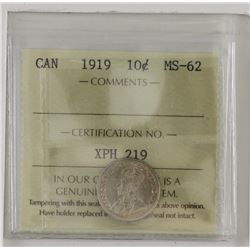 CAN 1919 10¢ MS-62
COMMENTS
CERTIFICATION NO.
XPH 219
IN OUR IS A
GENUIN EM.
Tampering with this seal above opinion.
Have holder replaced seal not intact.